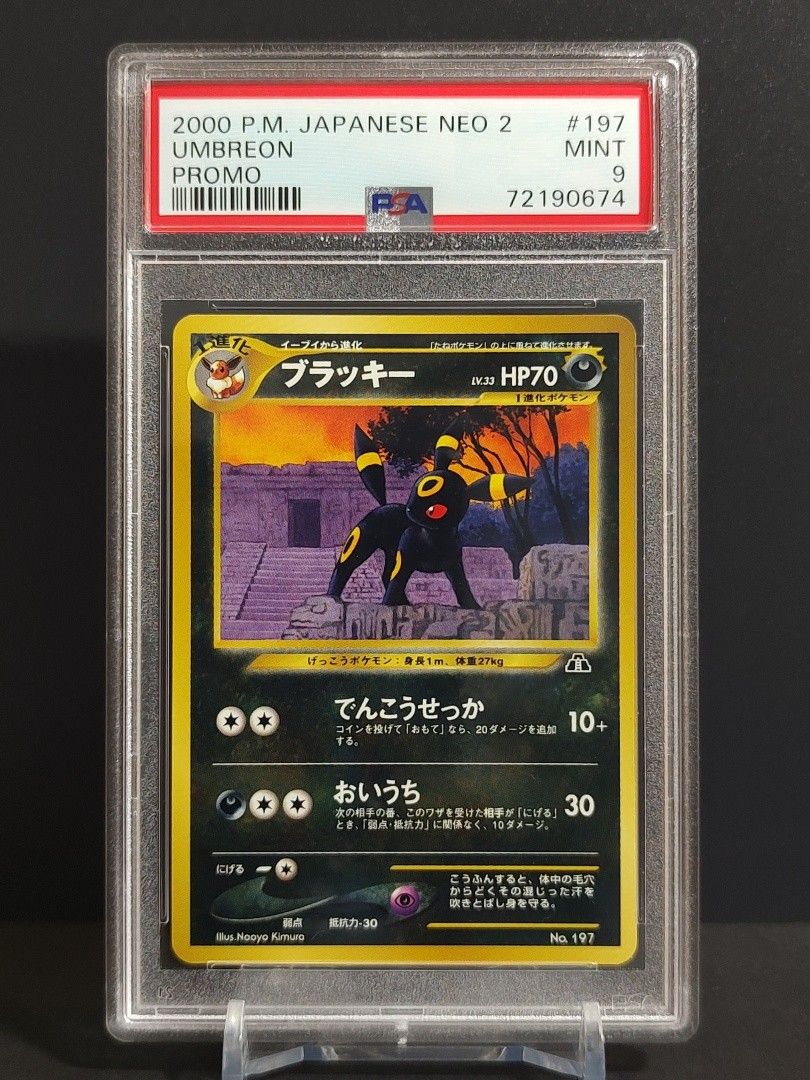 2000 P.M. JAPANESE NEO 2 #197
UMBREON MINT
PROMO 9
PSA 72190674
1進化 イーブイから進化 「たねポケモン」の上に重ねて進化させます。
ブラッキー LV.33 HP70
1進化ポケモン
げっこうポケモン：身長1m、体重27kg
でんこうせっか 10+
コインを投げて「おもて」なら、20ダメージを追加
する。
おいうち 30
次の相手の番、このワザを受けた相手が「にげる」
とき、「弱点・抵抗力」に関係なく、10ダメージ。
にげる
こうふんすると、体中の毛穴
からどくその混じった汗を
吹きとばし身を守る。
弱点 抵抗力-30
Illus.Naoyo Kimura No. 197